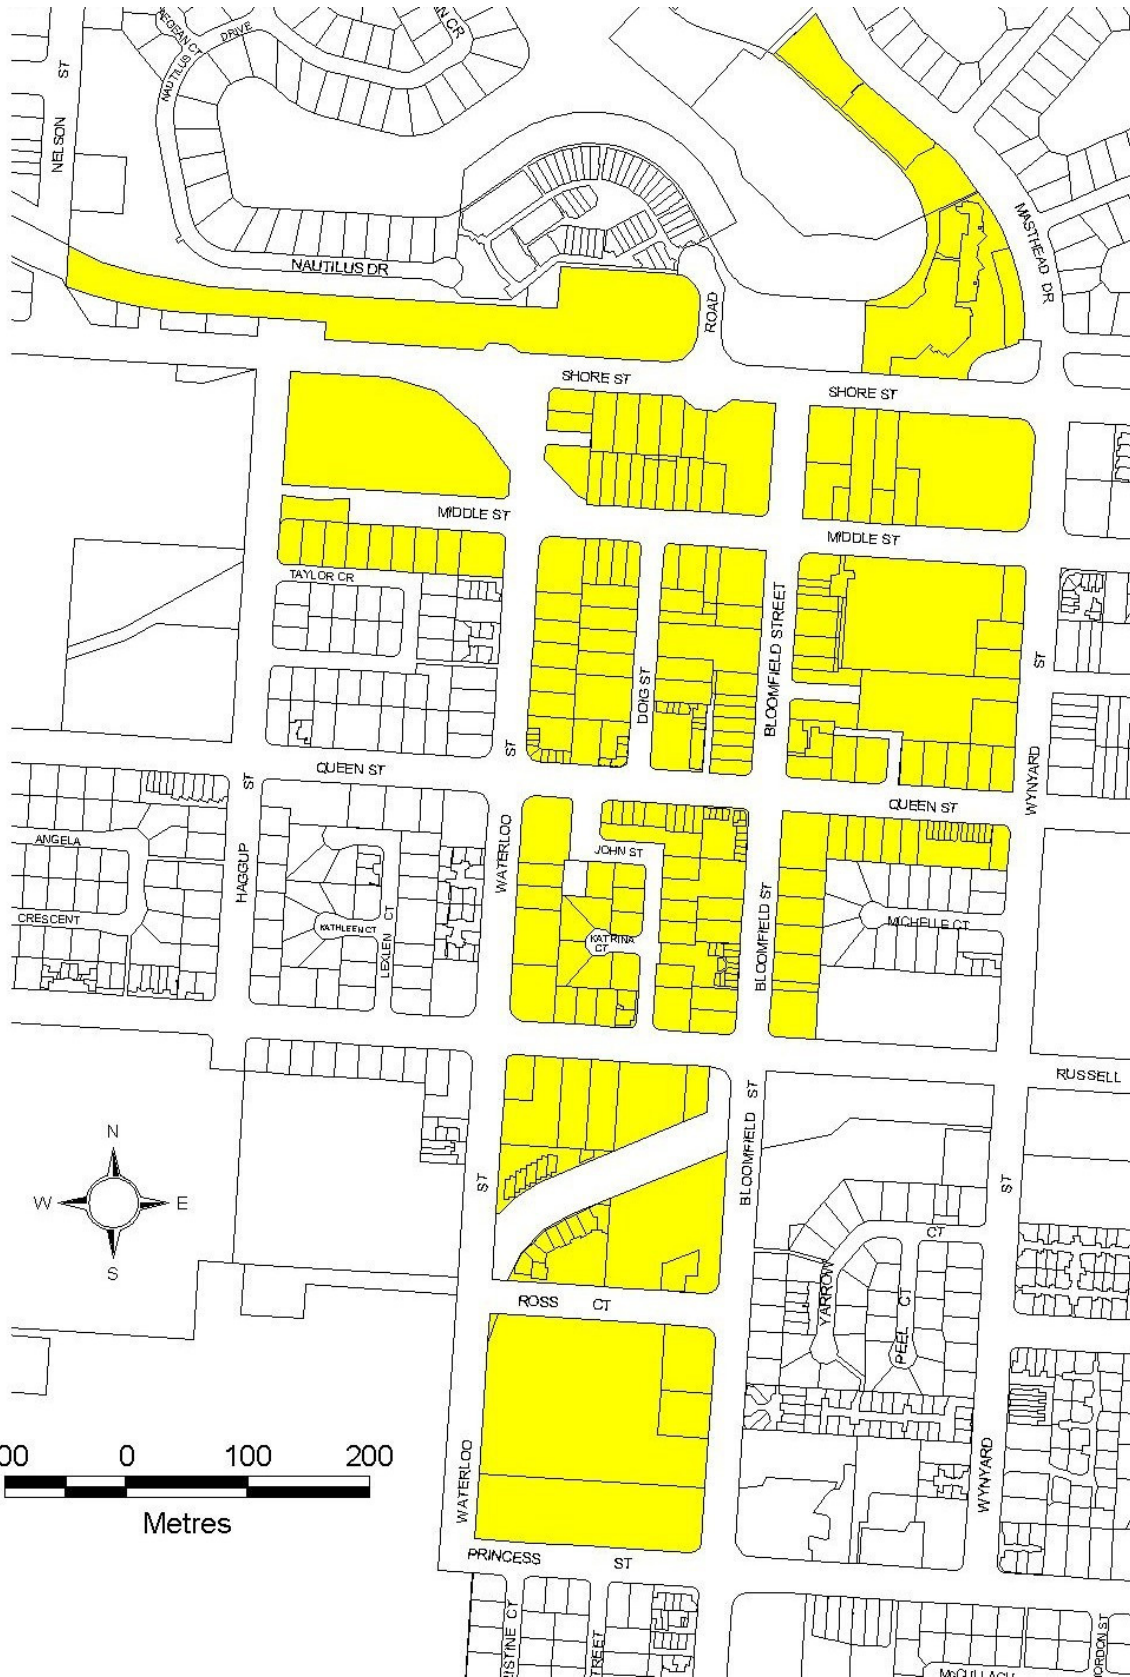 AEGEAN CT
DRIVE
NAUTILUS
ST
NELSON
MASTHEAD DR
NAUTILUS DR
ROAD
SHORE ST
SHORE ST
MIDDLE ST
MIDDLE ST
TAYLOR CR
BLOOMFIELD STREET
DOIG ST
ST
ST
WYNYARD
QUEEN ST
ST
QUEEN ST
ANGELA
HAGGUP
WATERLOO
JOHN ST
CRESCENT
KATHLEEN CT
LEXLEN CT
KATRINA
CT
BLOOMFIELD ST
MICHELLE CT
RUSSELL
N
W E
S
ST
BLOOMFIELD ST
ST
CT
YARROW
PEEL CT
ROSS CT
00 0 100 200
Metres
WATERLOO
WYNYARD
PRINCESS ST